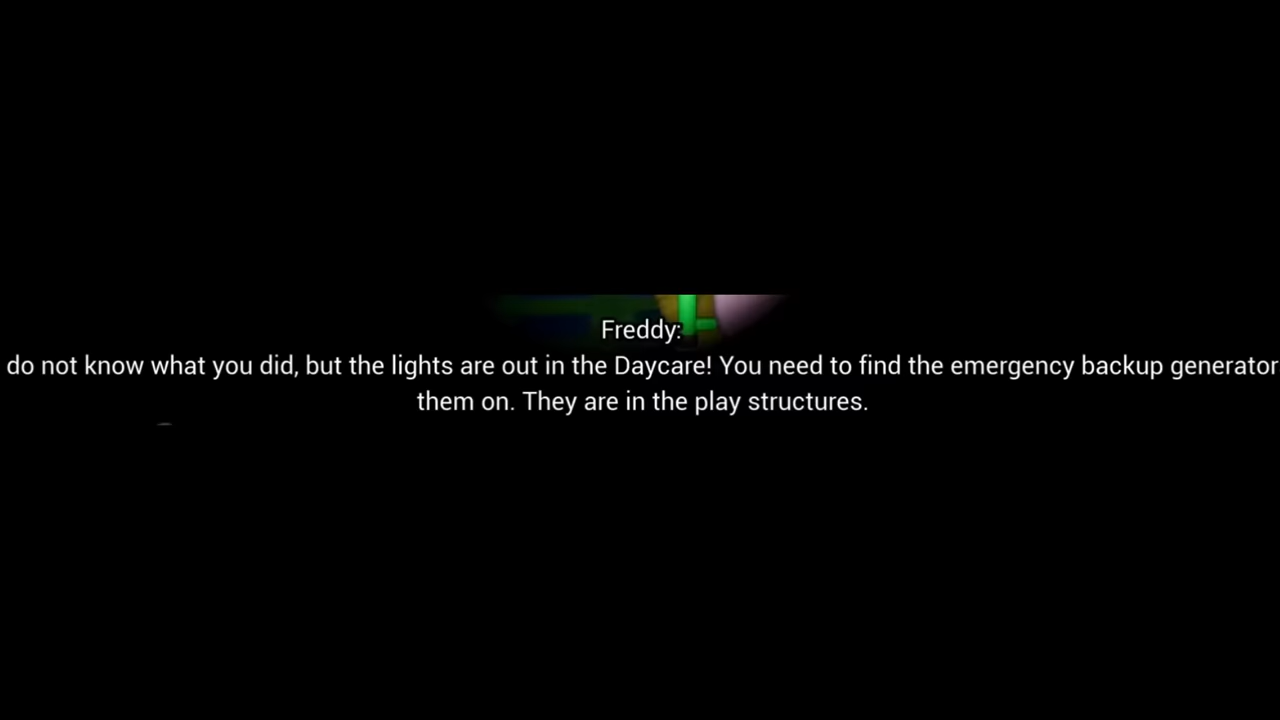 Freddy:
do not know what you did, but the lights are out in the Daycare! You need to find the emergency backup generator
them on. They are in the play structures.